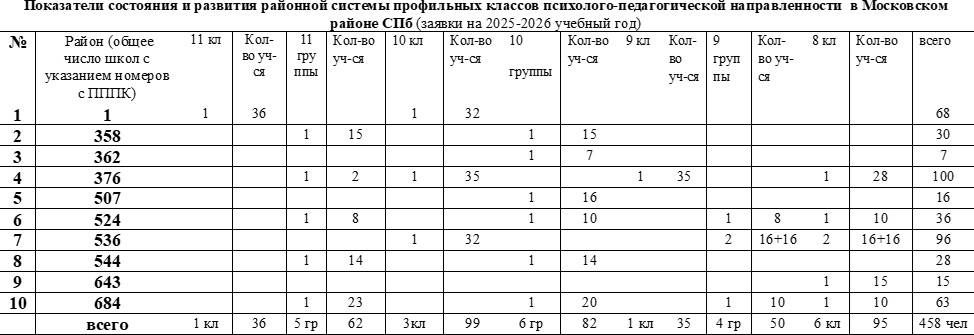 Показатели состояния и развития районной системы профильных классов психолого-педагогической направленности в Московском
районе СПб (заявки на 2025-2026 учебный год)
№ Район (общее число школ с указанием номеров с ПППК) 11 кл Кол-во уч-ся 11 гру ппы Кол-во уч-ся 10 кл Кол-во уч-ся 10 группы Кол-во уч-ся 9 кл Кол-во уч-ся 9 груп пы Кол-во уч-ся 8 кл Кол-во уч-ся всего
1 1 1 36 1 32 68
2 358 1 15 1 15 30
3 362 1 7 7
4 376 1 2 1 35 1 35 1 28 100
5 507 1 16 16
6 524 1 8 1 10 1 8 1 10 36
7 536 1 32 2 16+16 2 16+16 96
8 544 1 14 1 14 28
9 643 1 15 15
10 684 1 23 1 20 1 10 1 10 63
всего 1 кл 36 5 гр 62 3кл 99 6 гр 82 1 кл 35 4 гр 50 6 кл 95 458 чел